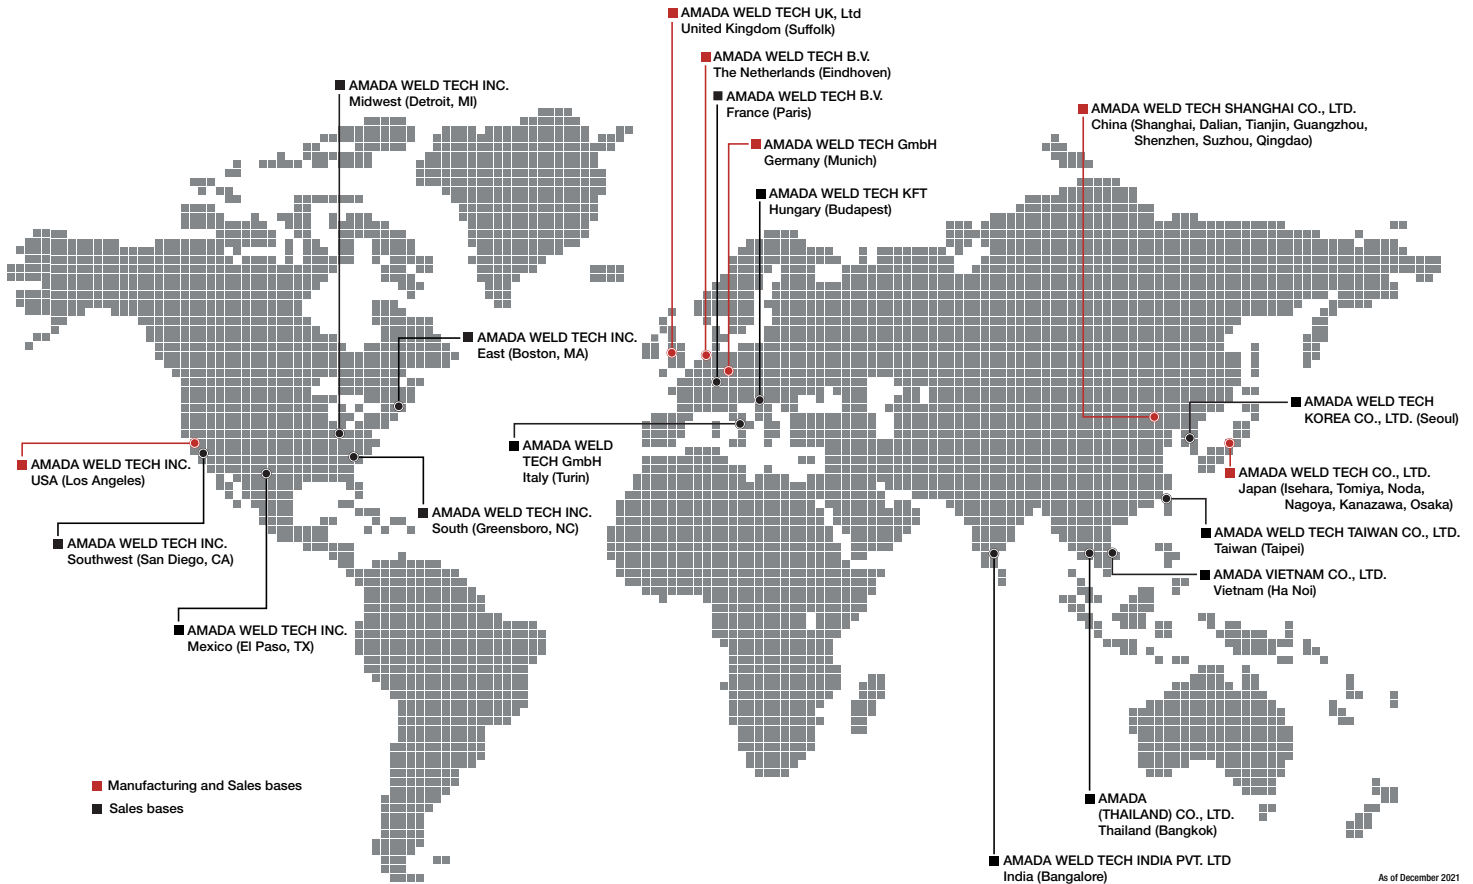 AMADA WELD TECH UK, Ltd
United Kingdom (Suffolk)
AMADA WELD TECH B.V.
The Netherlands (Eindhoven)
AMADA WELD TECH INC.
Midwest (Detroit, MI)
AMADA WELD TECH B.V.
France (Paris)
AMADA WELD TECH SHANGHAI CO., LTD.
China (Shanghai, Dalian, Tianjin, Guangzhou,
Shenzhen, Suzhou, Qingdao)
AMADA WELD TECH GmbH
Germany (Munich)
AMADA WELD TECH KFT
Hungary (Budapest)
AMADA WELD TECH INC.
East (Boston, MA)
AMADA WELD TECH
KOREA CO., LTD. (Seoul)
AMADA WELD
TECH GmbH
Italy (Turin)
AMADA WELD TECH INC.
USA (Los Angeles)
AMADA WELD TECH CO., LTD.
Japan (Isehara, Tomiya, Noda,
Nagoya, Kanazawa, Osaka)
AMADA WELD TECH INC.
South (Greensboro, NC)
AMADA WELD TECH TAIWAN CO., LTD.
Taiwan (Taipei)
AMADA WELD TECH INC.
Southwest (San Diego, CA)
AMADA VIETNAM CO., LTD.
Vietnam (Ha Noi)
AMADA WELD TECH INC.
Mexico (El Paso, TX)
Manufacturing and Sales bases
Sales bases
AMADA
(THAILAND) CO., LTD.
Thailand (Bangkok)
AMADA WELD TECH INDIA PVT. LTD
India (Bangalore)
As of December 2021